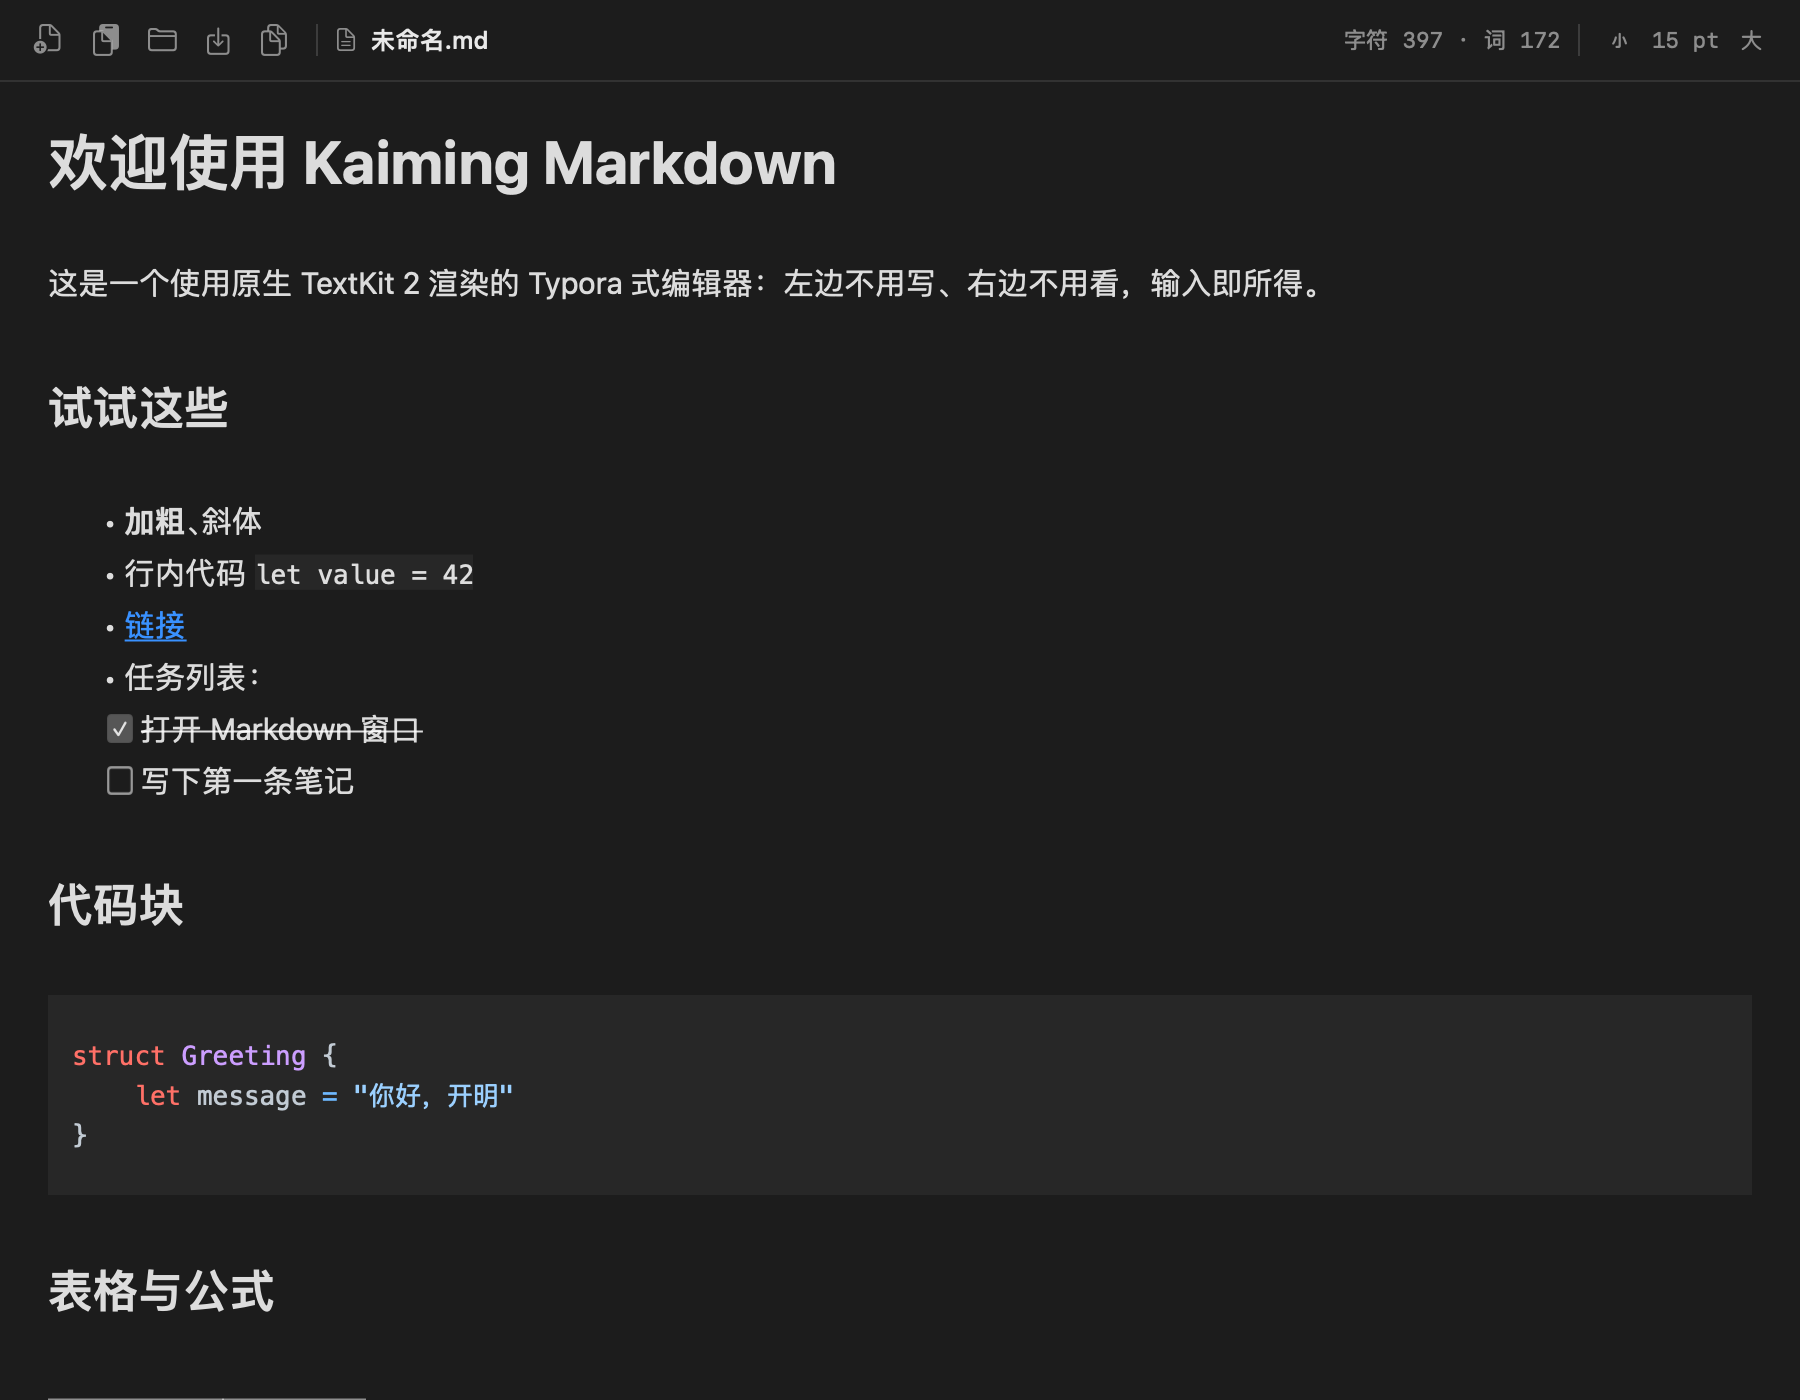 未命名.md
字符 397 · 词 172
小 15 pt 大
欢迎使用 Kaiming Markdown
这是一个使用原生 TextKit 2 渲染的 Typora 式编辑器：左边不用写、右边不用看，输入即所得。
试试这些
• 加粗、斜体
• 行内代码 let value = 42
• 链接
• 任务列表：
打开 Markdown 窗口
写下第一条笔记
代码块
struct Greeting {
    let message = "你好，开明"
}
表格与公式